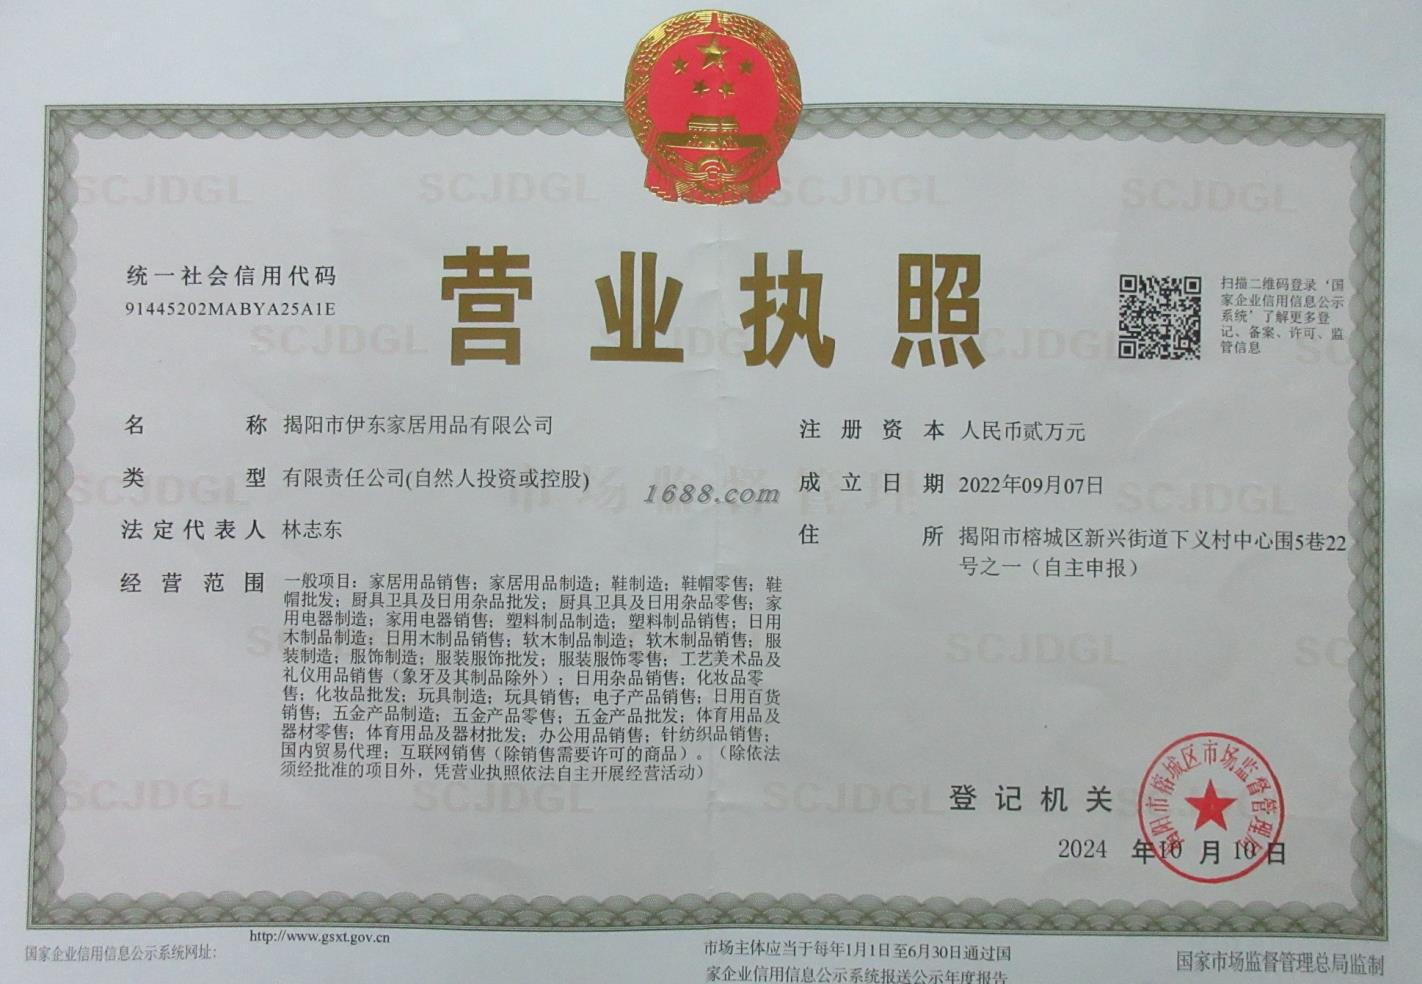 SCJDGL SCJDGL SCJDGL SCJDGL
统一社会信用代码
91445202MABYA25A1E
营业执照
扫描二维码登录‘国
家企业信用信息公示
系统’了解更多登
记、备案、许可、监
管信息
名称 揭阳市伊东家居用品有限公司
类型 有限责任公司(自然人投资或控股)
法定代表人 林志东
经营范围 一般项目：家居用品销售；家居用品制造；鞋制造；鞋帽零售；鞋
帽批发；厨具卫具及日用杂品批发；厨具卫具及日用杂品零售；家
用电器制造；家用电器销售；塑料制品制造；塑料制品销售；日用
木制品制造；日用木制品销售；软木制品制造；软木制品销售；服
装制造；服饰制造；服装服饰批发；服装服饰零售；工艺美术品及
礼仪用品销售（象牙及其制品除外）；日用杂品销售；化妆品零
售；化妆品批发；玩具制造；玩具销售；电子产品销售；日用百货
销售；五金产品制造；五金产品零售；五金产品批发；体育用品及
器材零售；体育用品及器材批发；办公用品销售；针纺织品销售；
国内贸易代理；互联网销售（除销售需要许可的商品）。（除依法
须经批准的项目外，凭营业执照依法自主开展经营活动）
注册资本 人民币贰万元
成立日期 2022年09月07日
住所 揭阳市榕城区新兴街道下义村中心围5巷22
号之一（自主申报）
市场监督管理
1688.com
登记机关
揭阳市榕城区市场监督管理局
2024 年10 月 10 日
国家企业信用信息公示系统网址：
http://www.gsxt.gov.cn
市场主体应当于每年1月1日至6月30日通过国
家企业信用信息公示系统报送公示年度报告
国家市场监督管理总局监制